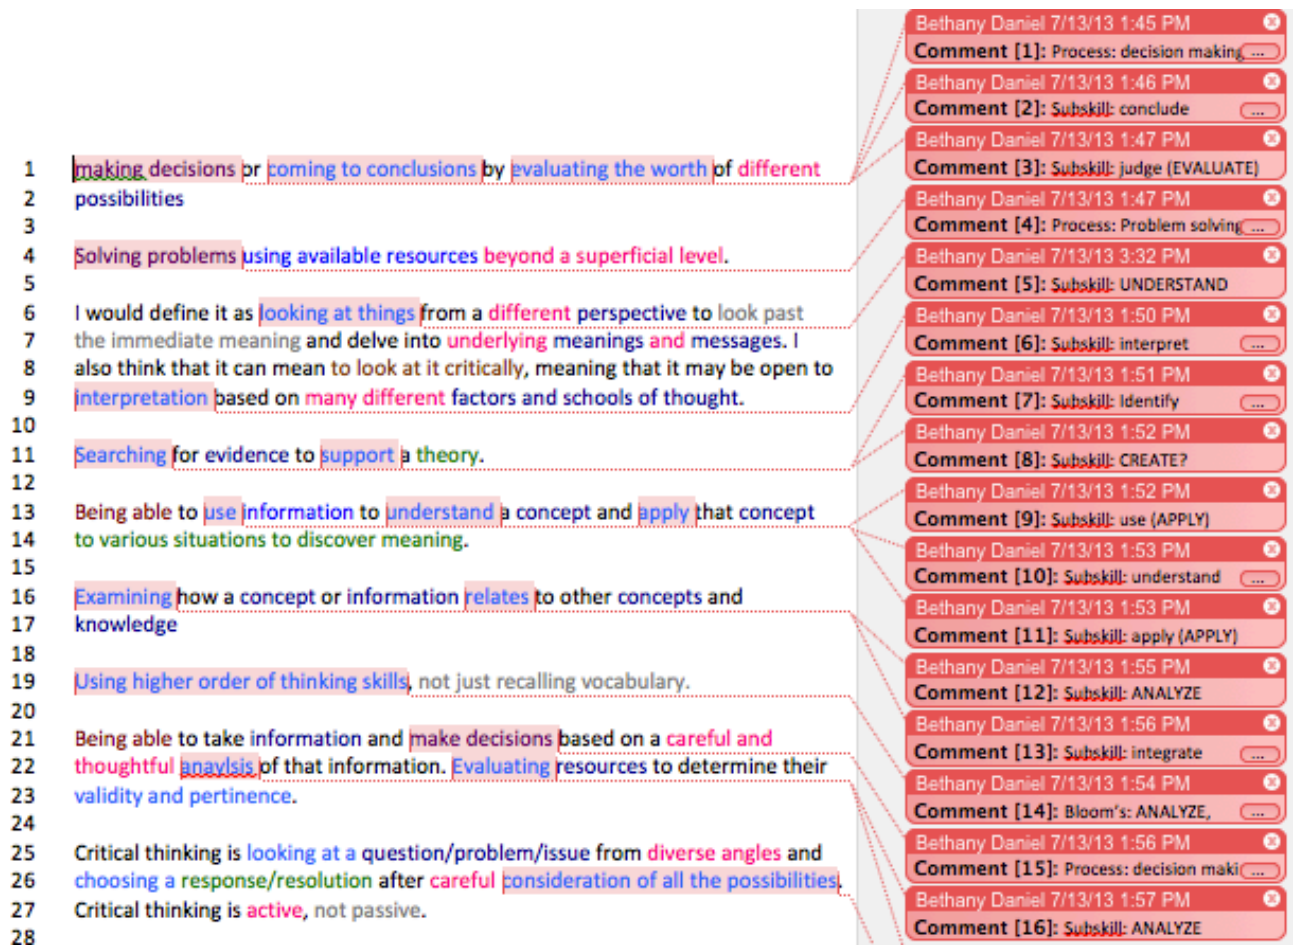 1 making decisions or coming to conclusions by evaluating the worth of different
2 possibilities
3
4 Solving problems using available resources beyond a superficial level.
5
6 I would define it as looking at things from a different perspective to look past
7 the immediate meaning and delve into underlying meanings and messages. I
8 also think that it can mean to look at it critically, meaning that it may be open to
9 interpretation based on many different factors and schools of thought.
10
11 Searching for evidence to support a theory.
12
13 Being able to use information to understand a concept and apply that concept
14 to various situations to discover meaning.
15
16 Examining how a concept or information relates to other concepts and
17 knowledge
18
19 Using higher order of thinking skills, not just recalling vocabulary.
20
21 Being able to take information and make decisions based on a careful and
22 thoughtful anaylsis of that information. Evaluating resources to determine their
23 validity and pertinence.
24
25 Critical thinking is looking at a question/problem/issue from diverse angles and
26 choosing a response/resolution after careful consideration of all the possibilities.
27 Critical thinking is active, not passive.
28
Bethany Daniel 7/13/13 1:45 PM
Comment [1]: Process: decision making ...
Bethany Daniel 7/13/13 1:46 PM
Comment [2]: Subskill: conclude ...
Bethany Daniel 7/13/13 1:47 PM
Comment [3]: Subskill: judge (EVALUATE)
Bethany Daniel 7/13/13 1:47 PM
Comment [4]: Process: Problem solving ...
Bethany Daniel 7/13/13 3:32 PM
Comment [5]: Subskill: UNDERSTAND
Bethany Daniel 7/13/13 1:50 PM
Comment [6]: Subskill: interpret ...
Bethany Daniel 7/13/13 1:51 PM
Comment [7]: Subskill: Identify ...
Bethany Daniel 7/13/13 1:52 PM
Comment [8]: Subskill: CREATE?
Bethany Daniel 7/13/13 1:52 PM
Comment [9]: Subskill: use (APPLY)
Bethany Daniel 7/13/13 1:53 PM
Comment [10]: Subskill: understand ...
Bethany Daniel 7/13/13 1:53 PM
Comment [11]: Subskill: apply (APPLY)
Bethany Daniel 7/13/13 1:55 PM
Comment [12]: Subskill: ANALYZE
Bethany Daniel 7/13/13 1:56 PM
Comment [13]: Subskill: integrate ...
Bethany Daniel 7/13/13 1:54 PM
Comment [14]: Bloom's: ANALYZE, ...
Bethany Daniel 7/13/13 1:56 PM
Comment [15]: Process: decision maki ...
Bethany Daniel 7/13/13 1:57 PM
Comment [16]: Subskill: ANALYZE